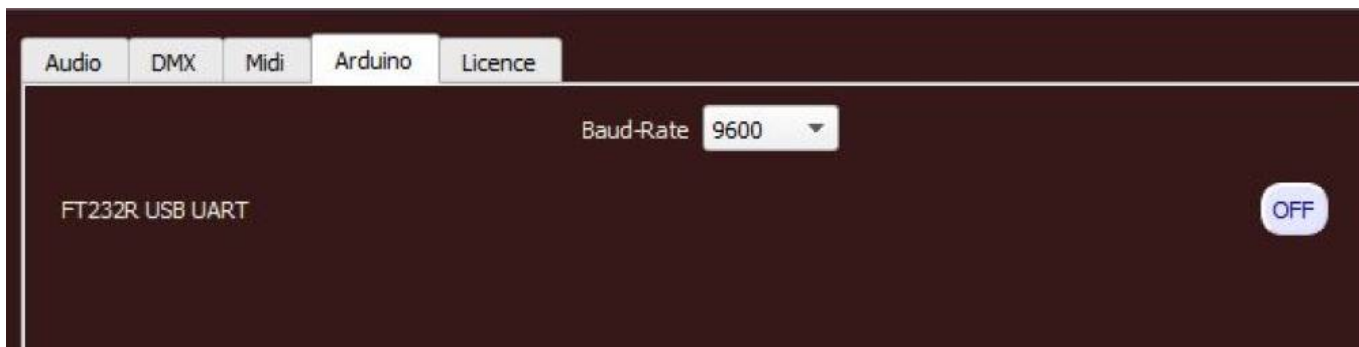 Audio DMX Midi Arduino Licence
Baud-Rate 9600
FT232R USB UART OFF